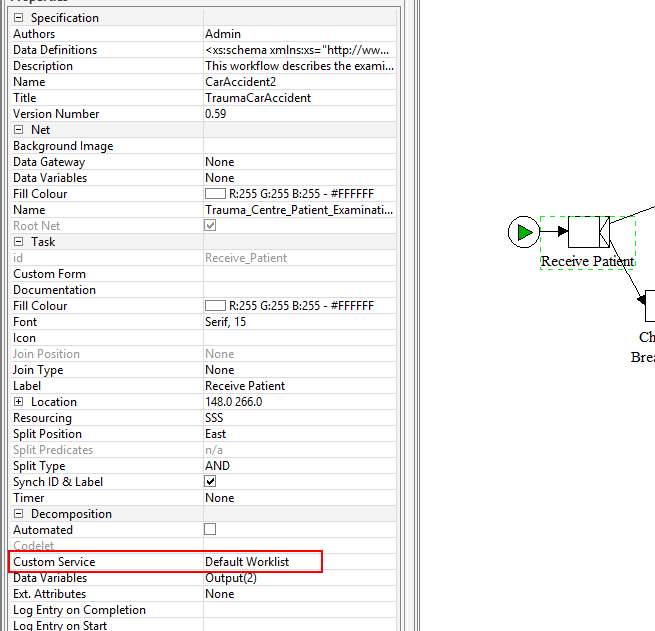 Specification
Authors Admin
Data Definitions <xs:schema xmlns:xs="http://ww...
Description This workflow describes the exami...
Name CarAccident2
Title TraumaCarAccident
Version Number 0.59
Net
Background Image
Data Gateway None
Data Variables None
Fill Colour R:255 G:255 B:255 - #FFFFFF
Name Trauma_Centre_Patient_Examinati...
Root Net
Task
id Receive_Patient
Custom Form
Documentation
Fill Colour R:255 G:255 B:255 - #FFFFFF
Font Serif, 15
Icon
Join Position None
Join Type None
Label Receive Patient
Location 148.0 266.0
Resourcing SSS
Split Position East
Split Predicates n/a
Split Type AND
Synch ID & Label
Timer None
Decomposition
Automated
Codelet
Custom Service Default Worklist
Data Variables Output(2)
Ext. Attributes None
Log Entry on Completion
Log Entry on Start
Receive Patient
Ch
Brea